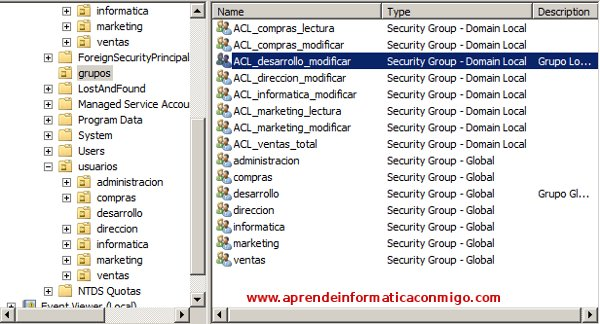 informatica
marketing
ventas
ForeignSecurityPrincipal
grupos
LostAndFound
Managed Service Accou
Program Data
System
Users
usuarios
administracion
compras
desarrollo
direccion
informatica
marketing
ventas
NTDS Quotas
Event Viewer (Local)
Name Type Description
ACL_compras_lectura Security Group - Domain Local
ACL_compras_modificar Security Group - Domain Local
ACL_desarrollo_modificar Security Group - Domain Local Grupo Lo...
ACL_direccion_modificar Security Group - Domain Local
ACL_informatica_modificar Security Group - Domain Local
ACL_marketing_lectura Security Group - Domain Local
ACL_marketing_modificar Security Group - Domain Local
ACL_ventas_total Security Group - Domain Local
administracion Security Group - Global
compras Security Group - Global
desarrollo Security Group - Global Grupo Gl...
direccion Security Group - Global
informatica Security Group - Global
marketing Security Group - Global
ventas Security Group - Global
www.aprendeinformaticaconmigo.com